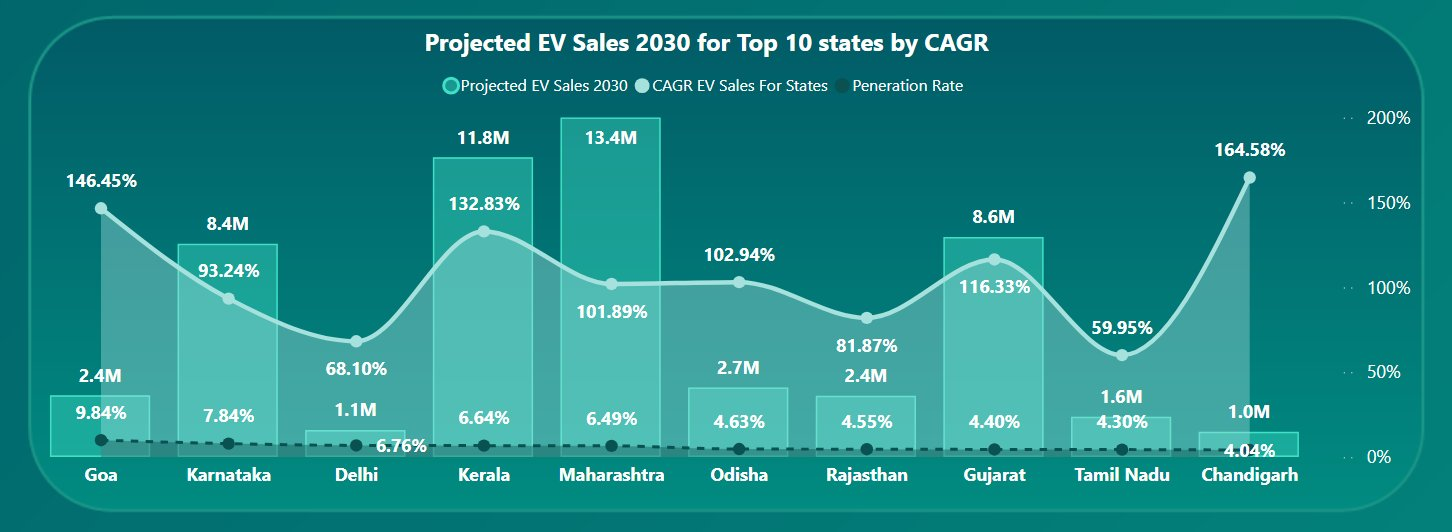 Projected EV Sales 2030 for Top 10 states by CAGR
Projected EV Sales 2030 CAGR EV Sales For States Peneration Rate
200%
11.8M 13.4M
146.45% 164.58%
132.83% 150%
8.4M 8.6M
93.24% 102.94%
116.33% 100%
101.89%
59.95%
81.87%
68.10% 50%
2.4M 2.7M 2.4M
1.6M
9.84% 1.1M 1.0M
7.84% 6.64% 6.49% 4.63% 4.55% 4.40% 4.30%
6.76% 4.04%
0%
Goa Karnataka Delhi Kerala Maharashtra Odisha Rajasthan Gujarat Tamil Nadu Chandigarh